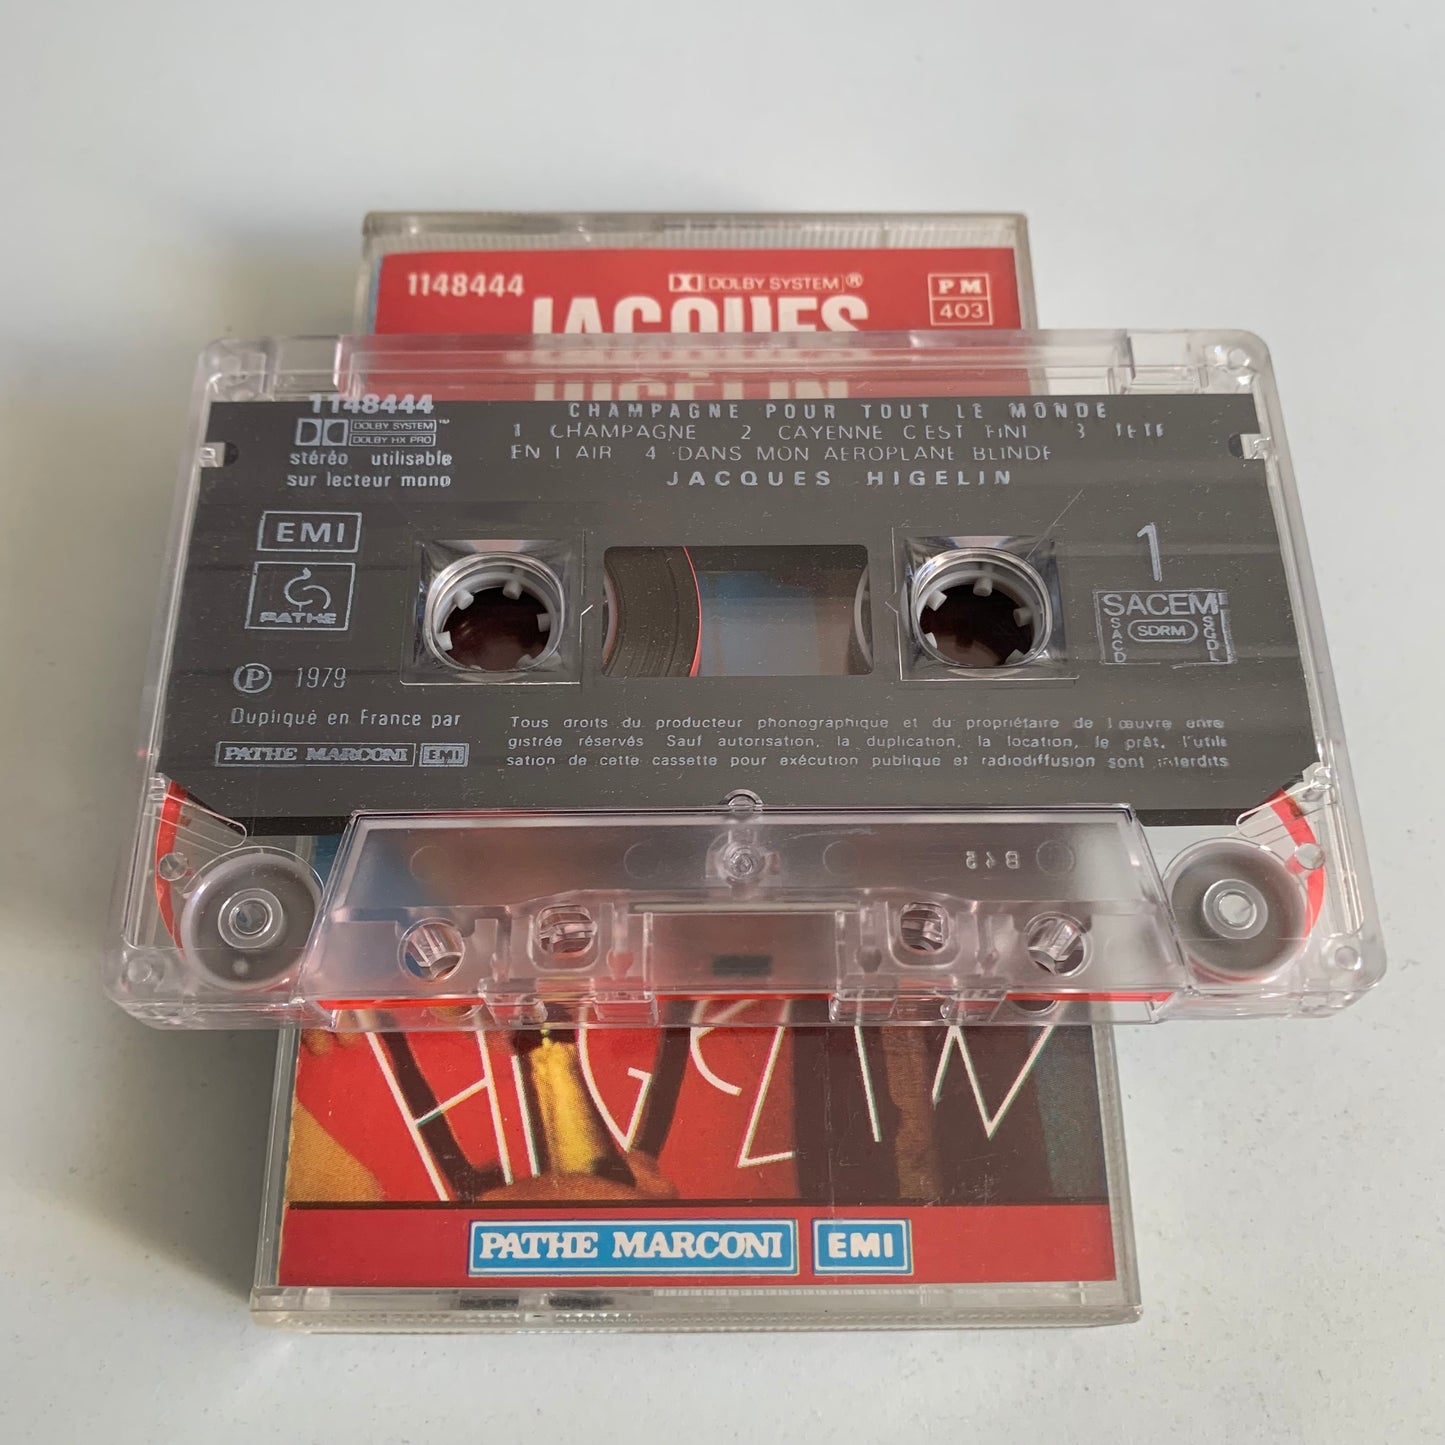 1148444
DOLBY SYSTEM ®
PM
403
JACQUES
HIGÉLIN
1148444
DOLBY SYSTEM™
DOLBY HX PRO
stéréo utilisable
sur lecteur mono
CHAMPAGNE POUR TOUT LE MONDE
1 CHAMPAGNE 2 CAYENNE C'EST FINI 3 TETE
EN L AIR 4 DANS MON AEROPLANE BLINDE
JACQUES HIGELIN
EMI
PATHE
1
SACEM
SACD
SDRM
SGDL
Ⓟ 1979
Dupliqué en France par
PATHE MARCONI EMI
Tous droits du producteur phonographique et du propriétaire de l'œuvre enre
gistrée réservés Sauf autorisation, la duplication, la location, le prêt, l'utili
sation de cette cassette pour exécution publique et radiodiffusion sont interdits
HIGELIN
PATHE MARCONI EMI